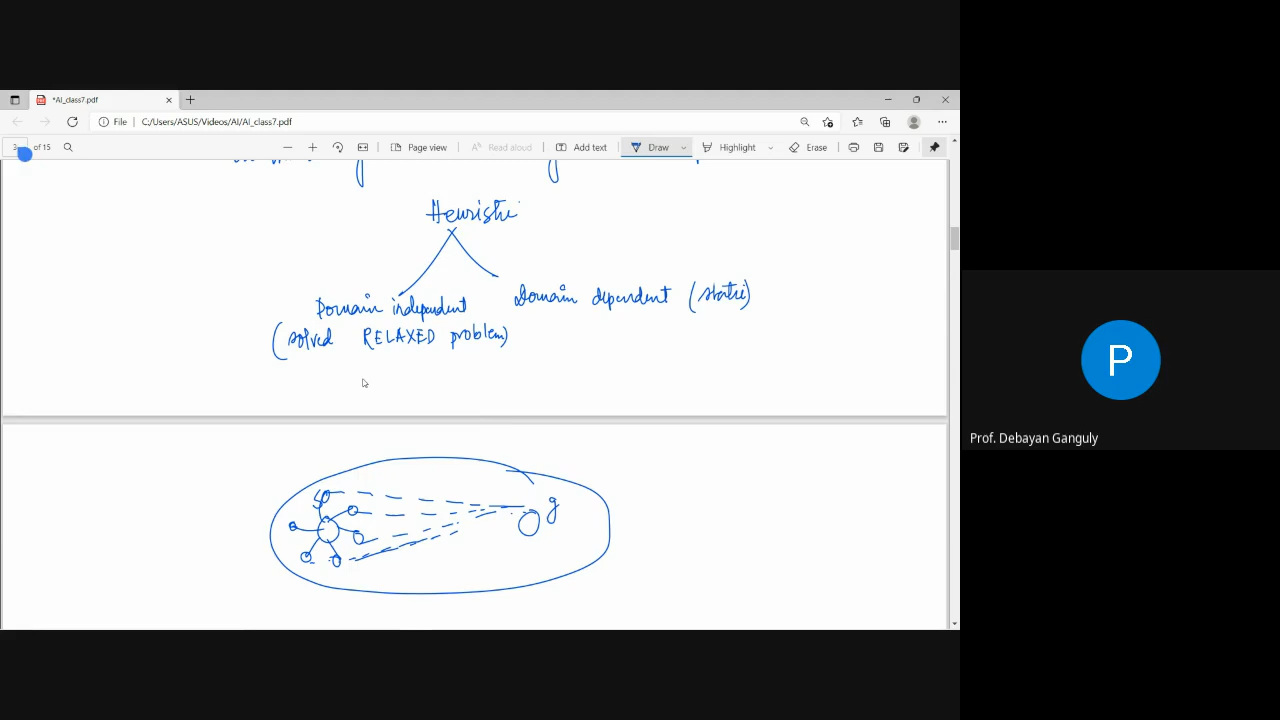 *AI_class7.pdf
File C:/Users/ASUS/Videos/AI/AI_class7.pdf
3 of 15 Page view Read aloud Add text Draw Highlight Erase
Heuristic
Domain independent Domain dependent (static)
(solved RELAXED problem)
S g
P
Prof. Debayan Ganguly